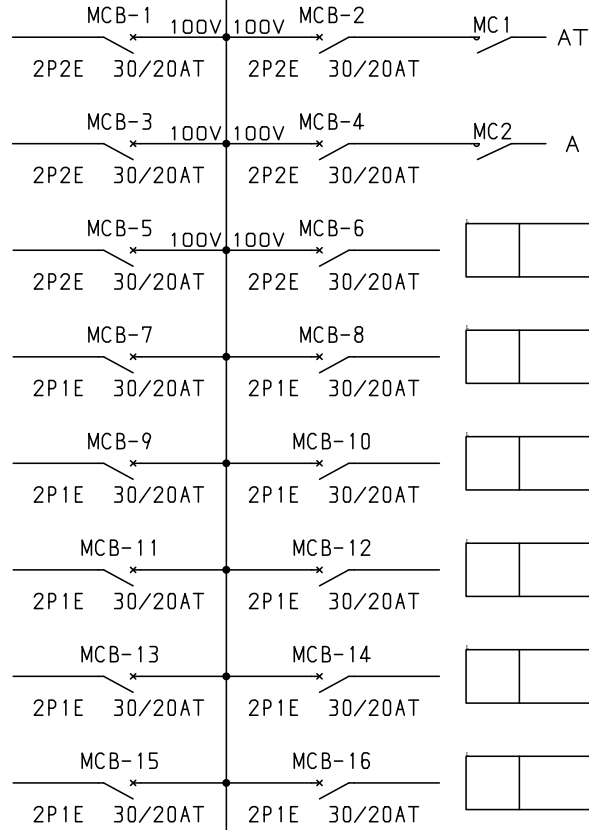 MCB-1 100V 100V MCB-2 MC1 AT
2P2E 30/20AT 2P2E 30/20AT
MCB-3 100V 100V MCB-4 MC2 A
2P2E 30/20AT 2P2E 30/20AT
MCB-5 100V 100V MCB-6
2P2E 30/20AT 2P2E 30/20AT
MCB-7 MCB-8
2P1E 30/20AT 2P1E 30/20AT
MCB-9 MCB-10
2P1E 30/20AT 2P1E 30/20AT
MCB-11 MCB-12
2P1E 30/20AT 2P1E 30/20AT
MCB-13 MCB-14
2P1E 30/20AT 2P1E 30/20AT
MCB-15 MCB-16
2P1E 30/20AT 2P1E 30/20AT